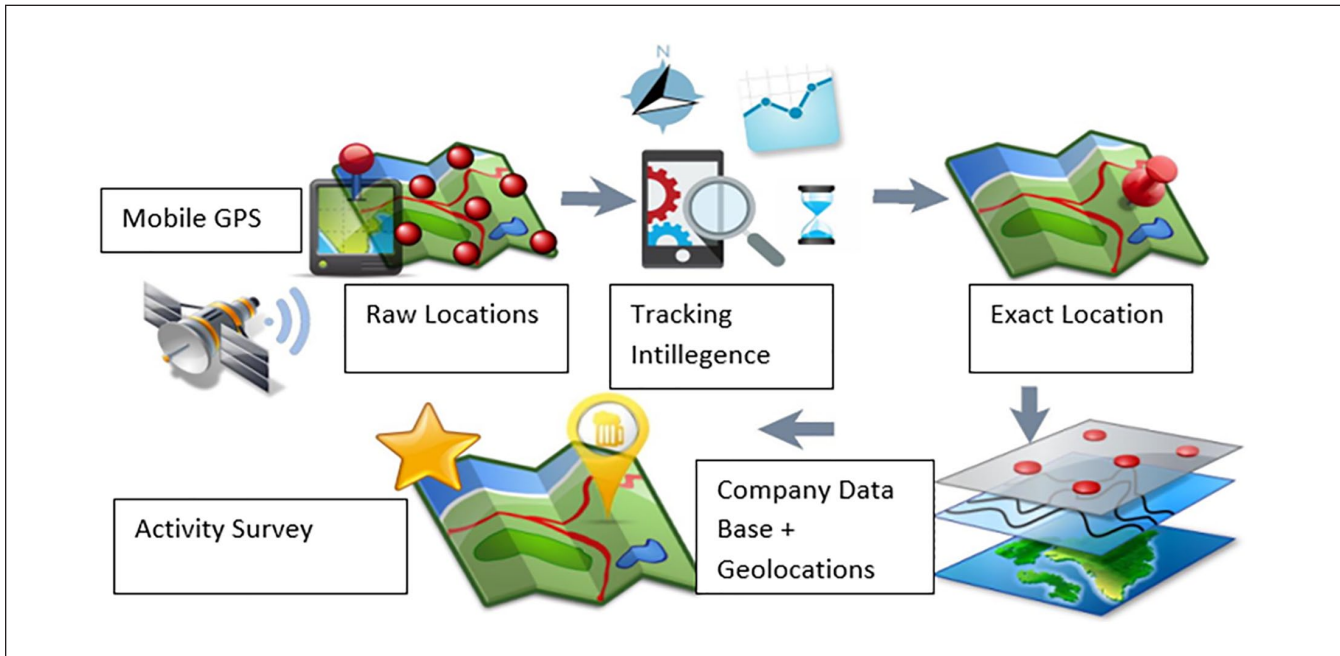 N
Mobile GPS
Raw Locations
Tracking
Intillegence
Exact Location
Company Data
Base +
Geolocations
Activity Survey